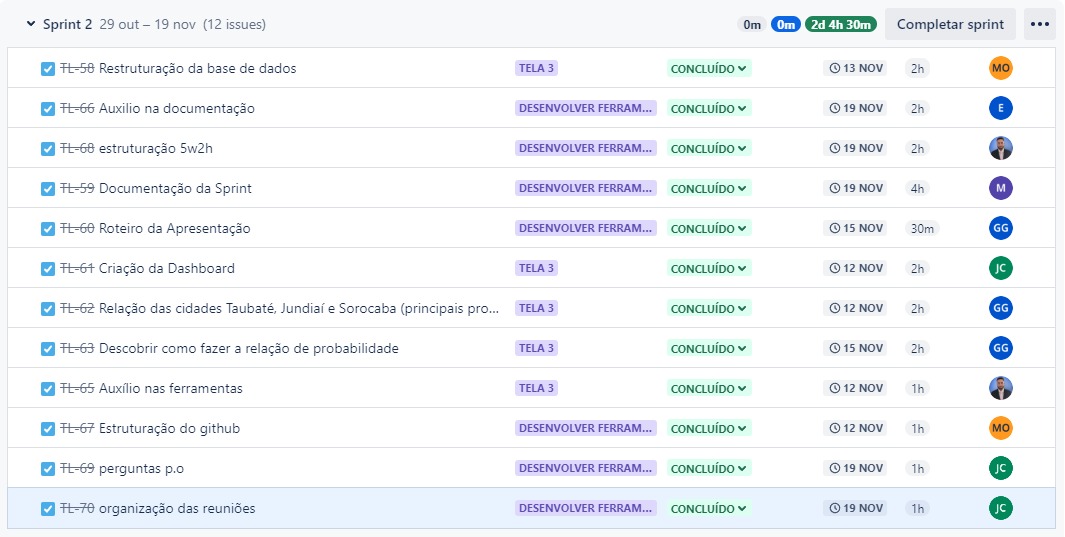 Sprint 2 29 out – 19 nov (12 issues) 0m 0m 2d 4h 30m Completar sprint
TL-58 Restruturação da base de dados TELA 3 CONCLUÍDO 13 NOV 2h MO
TL-66 Auxilio na documentação DESENVOLVER FERRAM... CONCLUÍDO 19 NOV 2h E
TL-68 estruturação 5w2h DESENVOLVER FERRAM... CONCLUÍDO 19 NOV 2h
TL-59 Documentação da Sprint DESENVOLVER FERRAM... CONCLUÍDO 19 NOV 4h M
TL-60 Roteiro da Apresentação DESENVOLVER FERRAM... CONCLUÍDO 15 NOV 30m GG
TL-61 Criação da Dashboard TELA 3 CONCLUÍDO 12 NOV 2h JC
TL-62 Relação das cidades Taubaté, Jundiaí e Sorocaba (principais pro... TELA 3 CONCLUÍDO 12 NOV 2h GG
TL-63 Descobrir como fazer a relação de probabilidade TELA 3 CONCLUÍDO 15 NOV 2h GG
TL-65 Auxílio nas ferramentas TELA 3 CONCLUÍDO 12 NOV 1h
TL-67 Estruturação do github DESENVOLVER FERRAM... CONCLUÍDO 12 NOV 1h MO
TL-69 perguntas p.o DESENVOLVER FERRAM... CONCLUÍDO 19 NOV 1h JC
TL-70 organização das reuniões DESENVOLVER FERRAM... CONCLUÍDO 19 NOV 1h JC